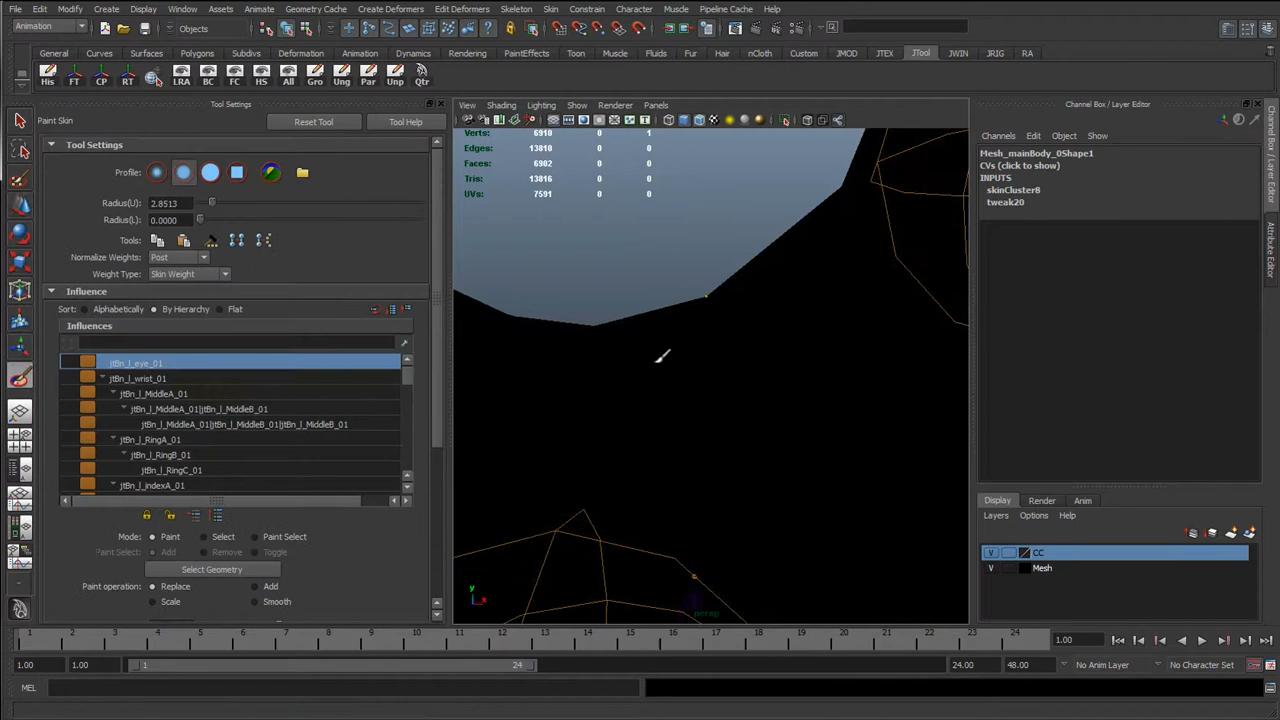 File Edit Modify Create Display Window Assets Animate Geometry Cache Create Deformers Edit Deformers Skeleton Skin Constrain Character Muscle Pipeline Cache Help
Animation Objects
General Curves Surfaces Polygons Subdivs Deformation Animation Dynamics Rendering PaintEffects Toon Muscle Fluids Fur Hair nCloth Custom JMOD JTEX JTool JWIN JRIG RA
His FT CP RT LRA BC FC HS All Gro Ung Par Unp Qtr
Tool Settings
Paint Skin Reset Tool Tool Help
Tool Settings
Profile:
Radius(U): 2.8513
Radius(L): 0.0000
Tools:
Normalize Weights: Post
Weight Type: Skin Weight
Influence
Sort: Alphabetically By Hierarchy Flat
Influences
jtBn_l_eye_01
jtBn_l_wrist_01
jtBn_l_MiddleA_01
jtBn_l_MiddleA_01|jtBn_l_MiddleB_01
jtBn_l_MiddleA_01|jtBn_l_MiddleB_01|jtBn_l_MiddleB_01
jtBn_l_RingA_01
jtBn_l_RingB_01
jtBn_l_RingC_01
jtBn_l_indexA_01
Mode: Paint Select Paint Select
Paint Select: Add Remove Toggle
Select Geometry
Paint operation: Replace Add
Scale Smooth
View Shading Lighting Show Renderer Panels
Verts: 6910 0 1
Edges: 13810 0 0
Faces: 6902 0 0
Tris: 13816 0 0
UVs: 7591 0 0
y
x
persp
Channel Box / Layer Editor
Channels Edit Object Show
Mesh_mainBody_0Shape1
CVs (click to show)
INPUTS
skinCluster8
tweak20
Channel Box / Layer Editor
Attribute Editor
Display Render Anim
Layers Options Help
V CC
V Mesh
1 2 3 4 5 6 7 8 9 10 11 12 13 14 15 16 17 18 19 20 21 22 23 24 1.00
1.00 1.00 1 24 24.00 48.00 No Anim Layer No Character Set
MEL